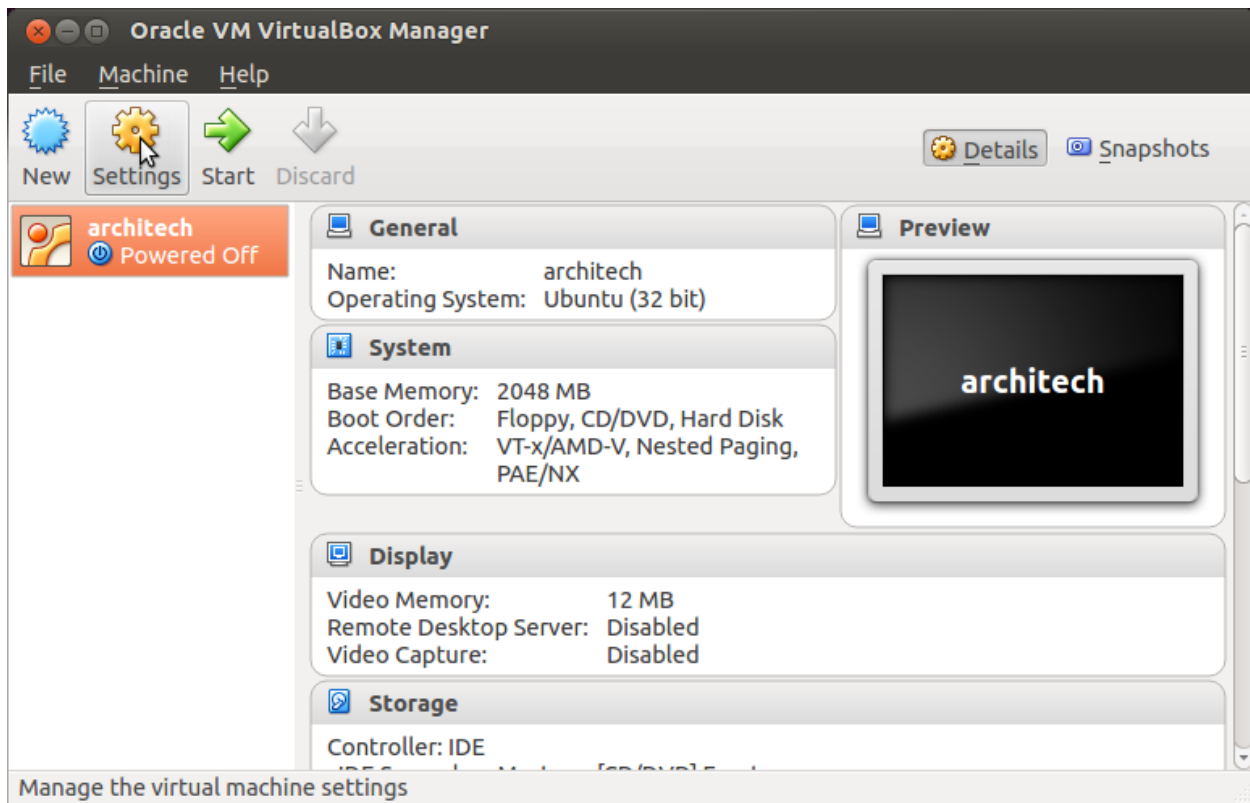 Oracle VM VirtualBox Manager
File Machine Help
New Settings Start Discard
Details Snapshots
architech
Powered Off
General
Name: architech
Operating System: Ubuntu (32 bit)
System
Base Memory: 2048 MB
Boot Order: Floppy, CD/DVD, Hard Disk
Acceleration: VT-x/AMD-V, Nested Paging,
PAE/NX
Preview
architech
Display
Video Memory: 12 MB
Remote Desktop Server: Disabled
Video Capture: Disabled
Storage
Controller: IDE
Manage the virtual machine settings